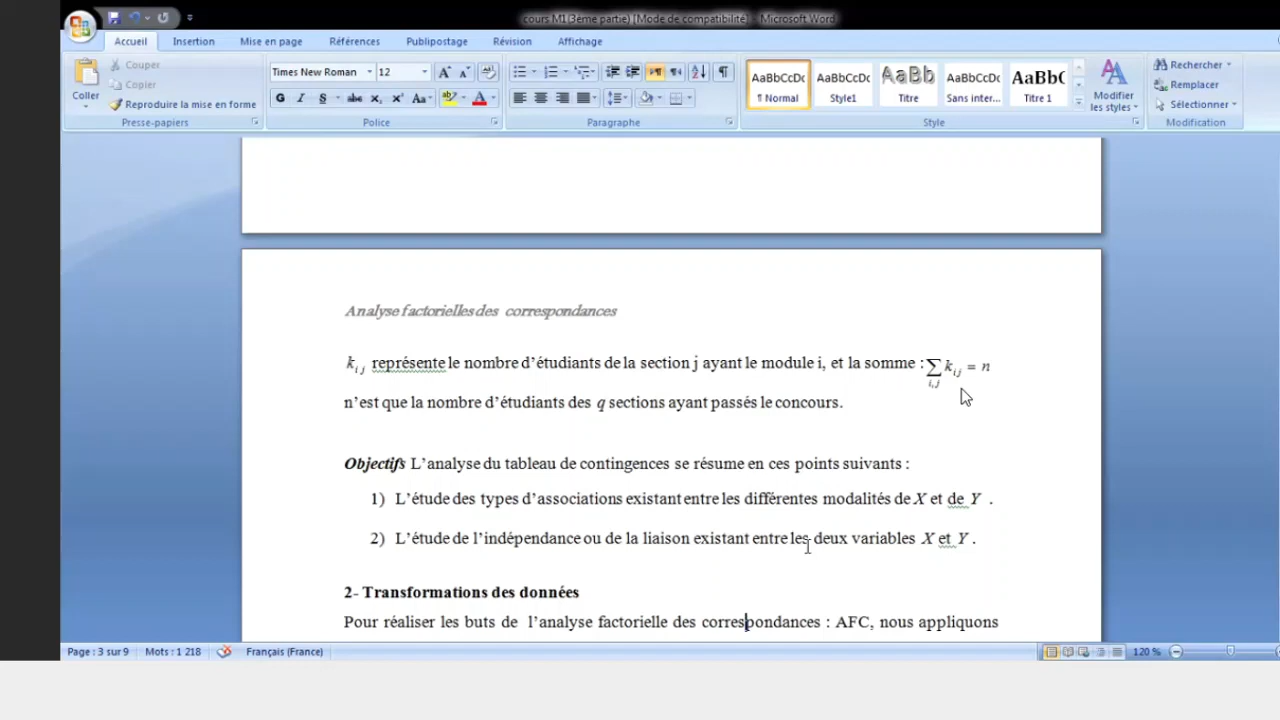 cours M1(3ème partie) [Mode de compatibilité] - Microsoft Word
Accueil Insertion Mise en page Références Publipostage Révision Affichage
Coller
Couper
Copier
Reproduire la mise en forme
Presse-papiers
Times New Roman 12
Police
Paragraphe
AaBbCcDc AaBbCcDc AaBb AaBbCcDc AaBbC
¶ Normal Style1 Titre Sans inter... Titre 1
Modifier les styles
Style
Rechercher
Remplacer
Sélectionner
Modification
Analyse factorielles des correspondances
k i j représente le nombre d'étudiants de la section j ayant le module i, et la somme : ∑ i,j k ij = n
n'est que la nombre d'étudiants des q sections ayant passés le concours.
Objectifs L'analyse du tableau de contingences se résume en ces points suivants :
1) L'étude des types d'associations existant entre les différentes modalités de X et de Y .
2) L'étude de l'indépendance ou de la liaison existant entre les deux variables X et Y .
2- Transformations des données
Pour réaliser les buts de l'analyse factorielle des correspondances : AFC, nous appliquons
Page : 3 sur 9 Mots : 1 218 Français (France) 120 %